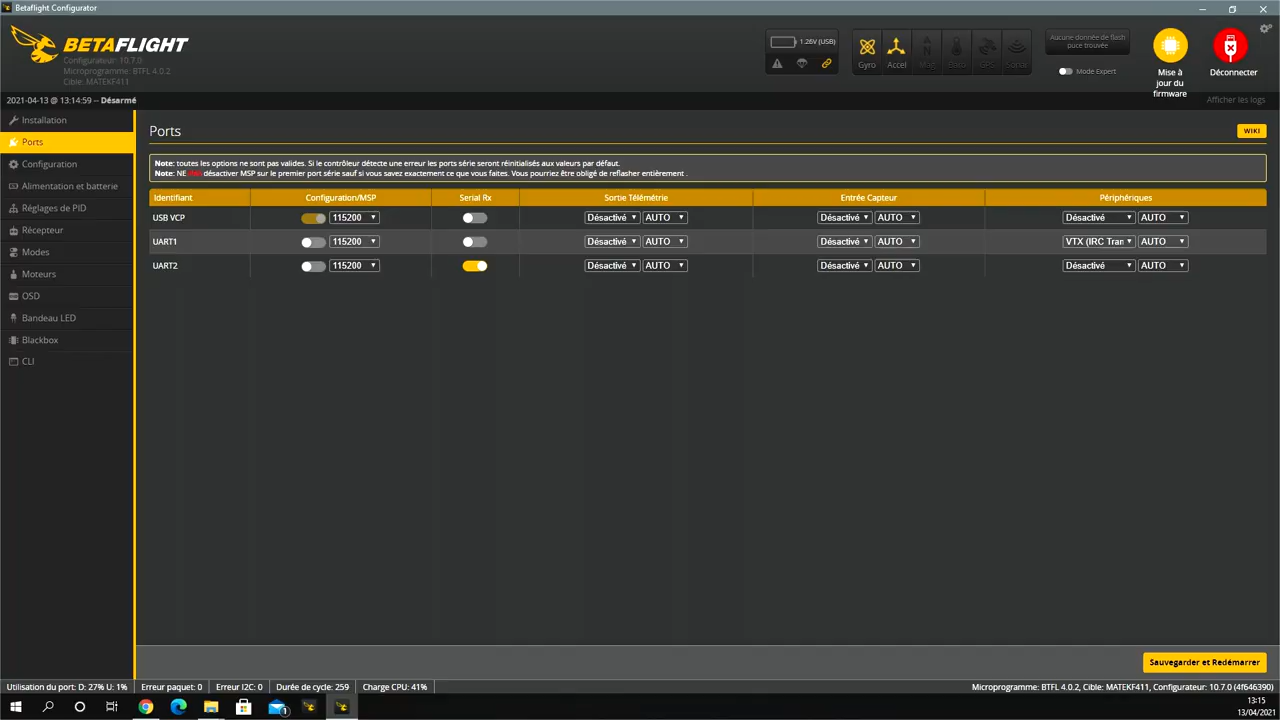 Betaflight Configurator
BETAFLIGHT
Configurateur: 10.7.0
Microprogramme: BTFL 4.0.2
Cible: MATEKF411
1.26V (USB)
Gyro
Accel
Mag
Baro
GPS
Sonar
Aucune donnée de flash
puce trouvée
Mode Expert
Mise à
jour du
firmware
Déconnecter
2021-04-13 @ 13:14:59 -- Désarmé
Afficher les logs
Installation
Ports
Configuration
Alimentation et batterie
Réglages de PID
Récepteur
Modes
Moteurs
OSD
Bandeau LED
Blackbox
CLI
Ports
WIKI
Note: toutes les options ne sont pas valides. Si le contrôleur détecte une erreur les ports série seront réinitialisés aux valeurs par défaut.
Note: NE désactiver MSP sur le premier port série sauf si vous savez exactement ce que vous faites. Vous pourriez être obligé de reflasher entièrement .
Identifiant Configuration/MSP Serial Rx Sortie Télémétrie Entrée Capteur Périphériques
USB VCP 115200 Désactivé AUTO Désactivé AUTO Désactivé AUTO
UART1 115200 Désactivé AUTO Désactivé AUTO VTX (IRC Tran AUTO
UART2 115200 Désactivé AUTO Désactivé AUTO Désactivé AUTO
Sauvegarder et Redémarrer
Utilisation du port: D: 27% U: 1% Erreur paquet: 0 Erreur I2C: 0 Durée de cycle: 259 Charge CPU: 41% Microprogramme: BTFL 4.0.2, Cible: MATEKF411, Configurateur: 10.7.0 (4f646390)
1
13:15
13/04/2021